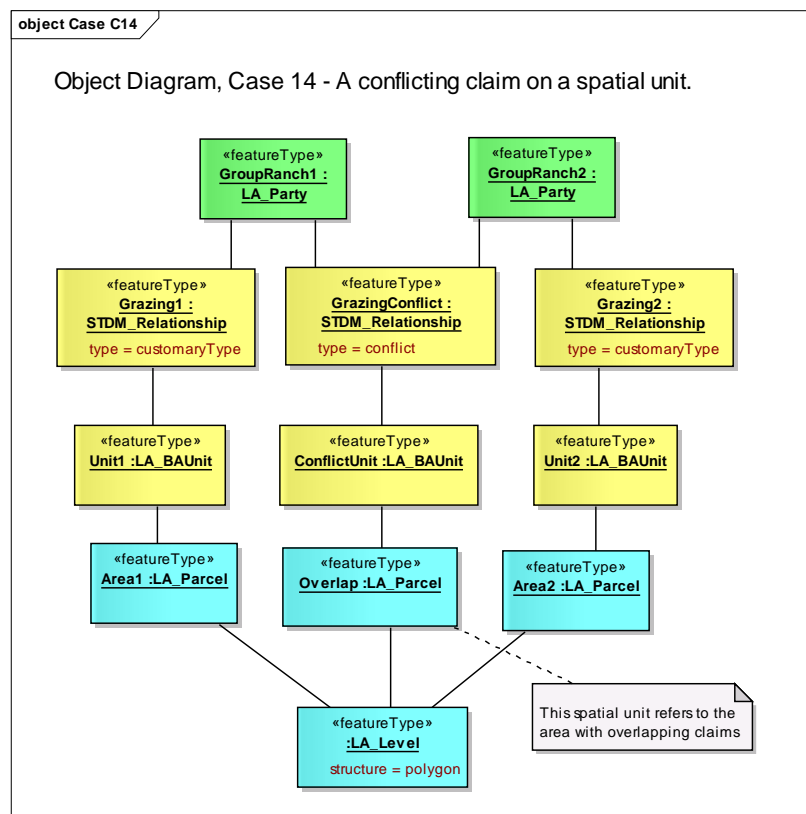 object Case C14
Object Diagram, Case 14 - A conflicting claim on a spatial unit.
«featureType»
GroupRanch1 :
LA_Party
«featureType»
GroupRanch2 :
LA_Party
«featureType»
Grazing1 :
STDM_Relationship
type = customaryType
«featureType»
GrazingConflict :
STDM_Relationship
type = conflict
«featureType»
Grazing2 :
STDM_Relationship
type = customaryType
«featureType»
Unit1 :LA_BAUnit
«featureType»
ConflictUnit :LA_BAUnit
«featureType»
Unit2 :LA_BAUnit
«featureType»
Area1 :LA_Parcel
«featureType»
Overlap :LA_Parcel
«featureType»
Area2 :LA_Parcel
This spatial unit refers to the
area with overlapping claims
«featureType»
:LA_Level
structure = polygon